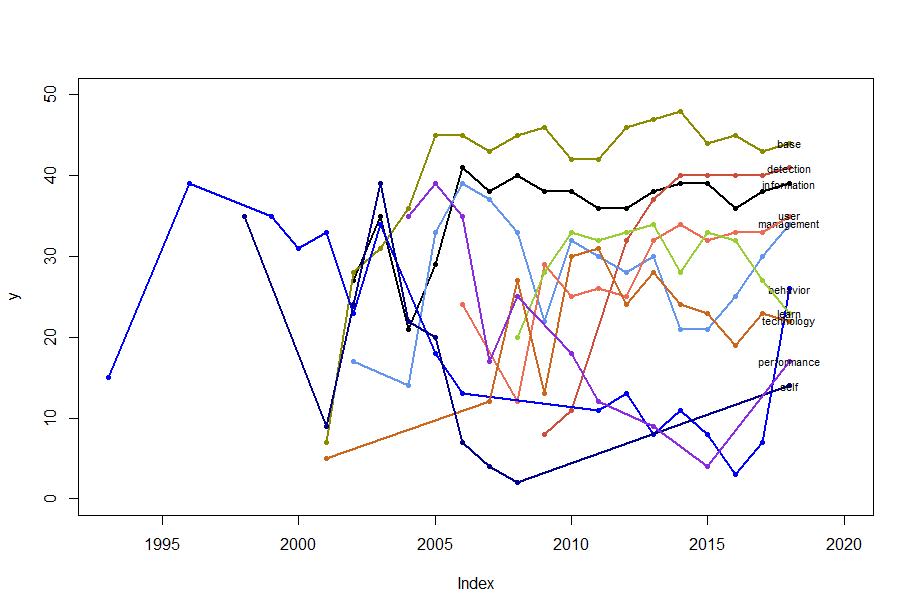 50
40
30
20
10
0
y
base
detection
information
user
management
behavior
learn
technology
performance
self
1995
2000
2005
2010
2015
2020
Index